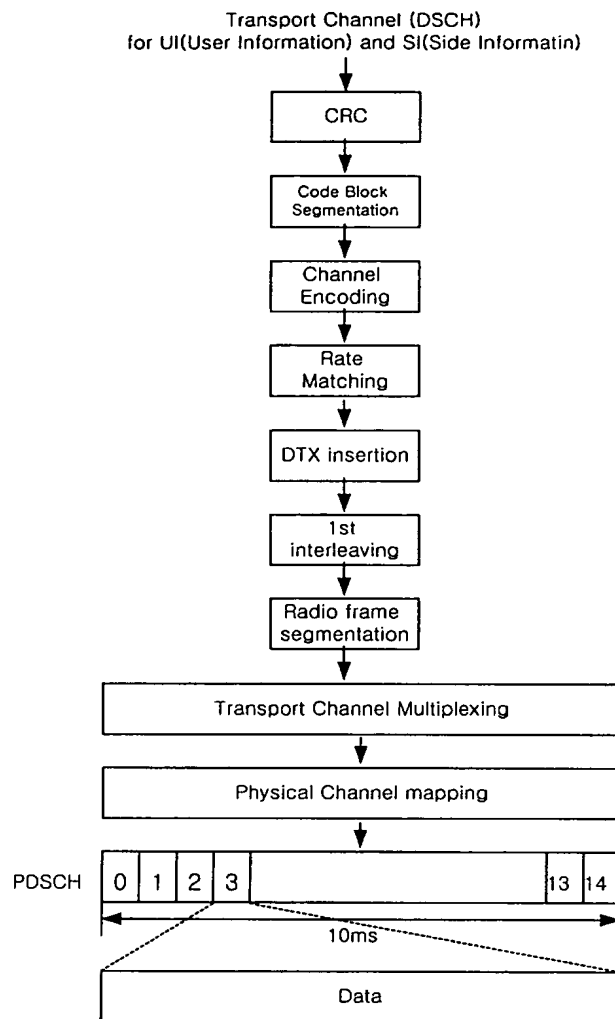 Transport Channel (DSCH)
for UI(User Information) and SI(Side Informatin)
CRC
Code Block
Segmentation
Channel
Encoding
Rate
Matching
DTX insertion
1st
interleaving
Radio frame
segmentation
Transport Channel Multiplexing
Physical Channel mapping
PDSCH 0 1 2 3 13 14
10ms
Data